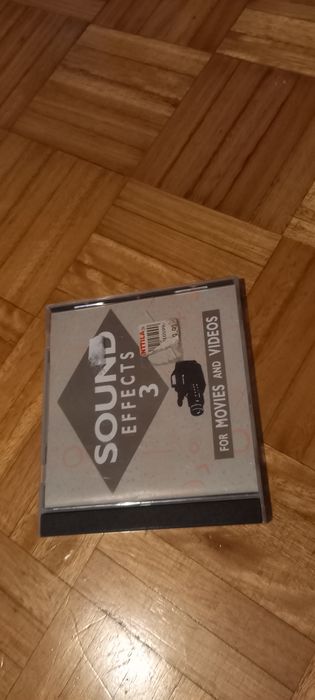 SOUND
EFFECTS
3
FOR MOVIES AND VIDEOS